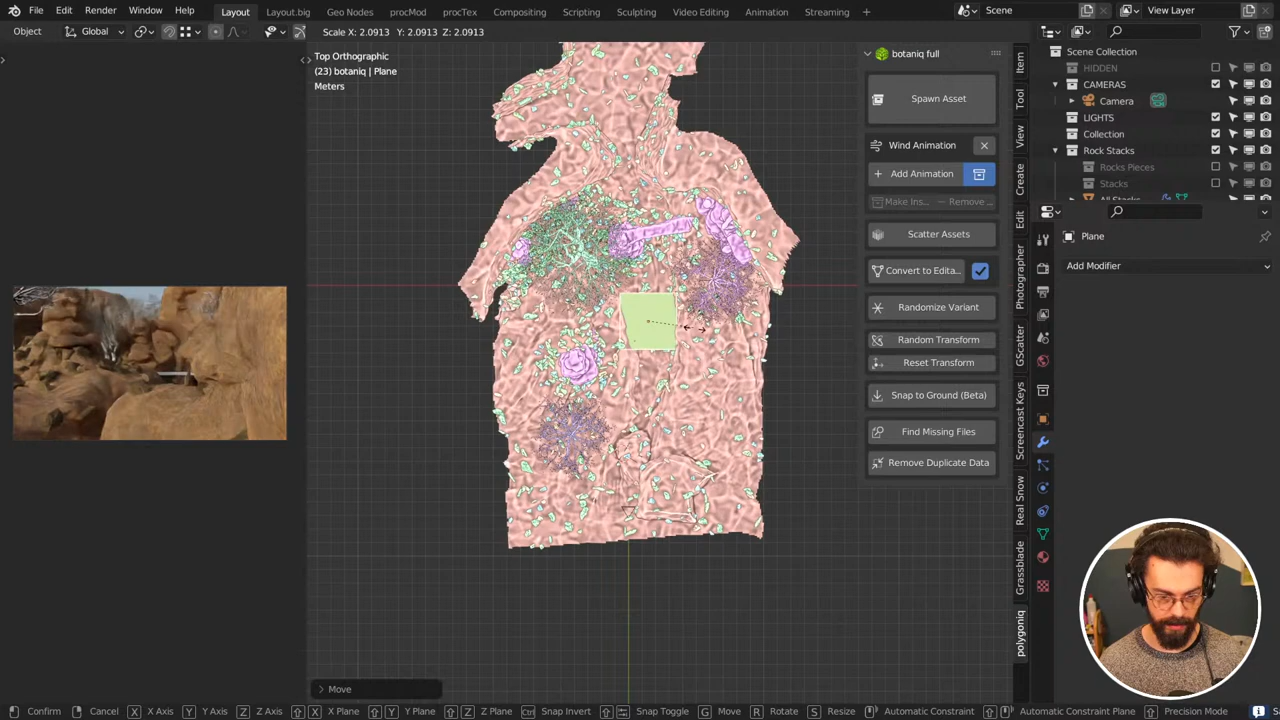 File Edit Render Window Help Layout Layout.big Geo Nodes procMod procTex Compositing Scripting Sculpting Video Editing Animation Streaming + Scene View Layer
Object Global Scale X: 2.0913 Y: 2.0913 Z: 2.0913
Top Orthographic
(23) botaniq | Plane
Meters
botaniq full
Spawn Asset
Wind Animation
Add Animation
Make Ins... Remove ...
Scatter Assets
Convert to Edita...
Randomize Variant
Random Transform
Reset Transform
Snap to Ground (Beta)
Find Missing Files
Remove Duplicate Data
Item
Tool
View
Create
Edit
Photographer
GScatter
Screencast Keys
Real Snow
Grassblade
polygoniq
Scene Collection
HIDDEN
CAMERAS
Camera
LIGHTS
Collection
Rock Stacks
Rocks Pieces
Stacks
All Stacks
Plane
Add Modifier
Move
Confirm Cancel X X Axis Y Y Axis Z Z Axis X X Plane Y Y Plane Z Z Plane Ctrl Snap Invert Snap Toggle G Move R Rotate S Resize Automatic Constraint Automatic Constraint Plane Precision Mode